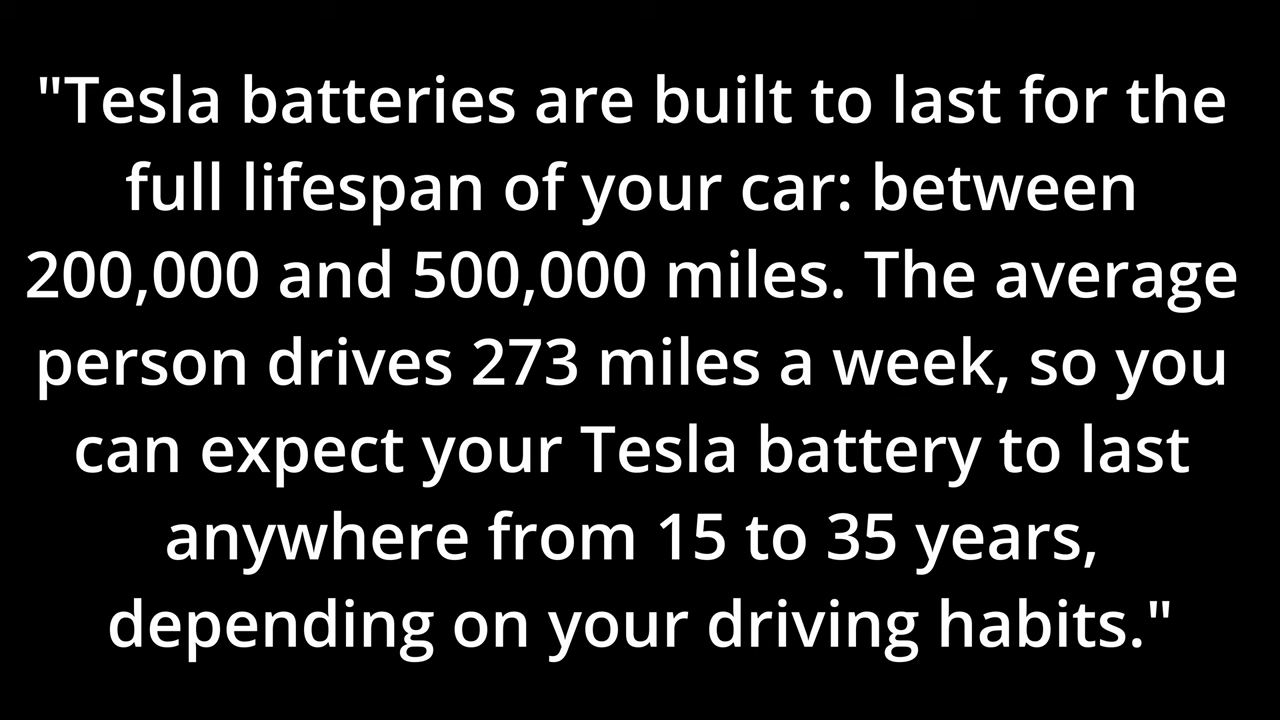 "Tesla batteries are built to last for the
full lifespan of your car: between
200,000 and 500,000 miles. The average
person drives 273 miles a week, so you
can expect your Tesla battery to last
anywhere from 15 to 35 years,
depending on your driving habits."